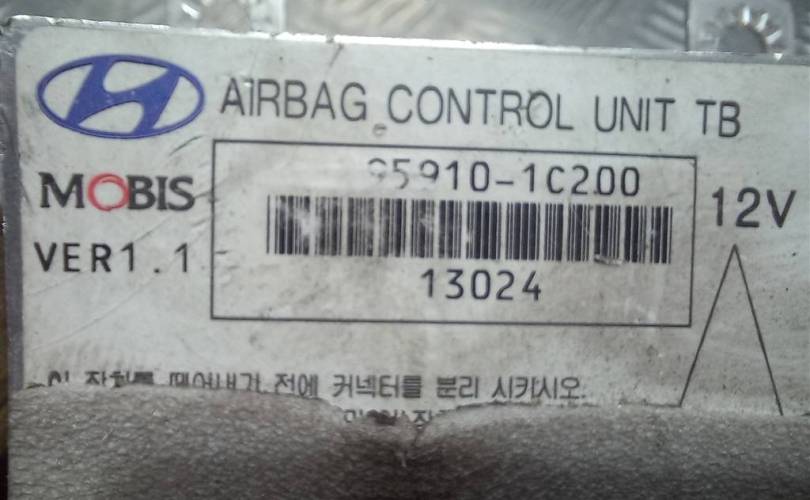 AIRBAG CONTROL UNIT TB
95910-1C200
MOBIS
12V
VER1.1
13024
이 장치를 떼어내기 전에 커넥터를 분리 시키시오.